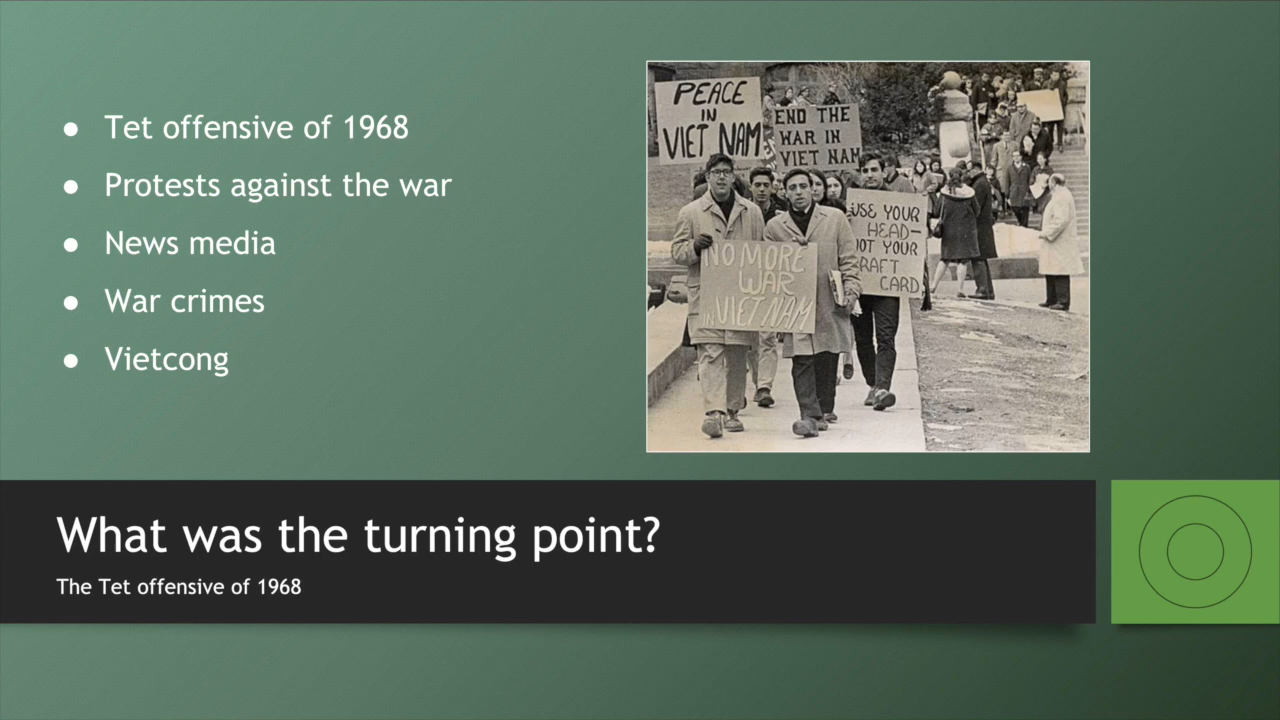 Tet offensive of 1968
Protests against the war
News media
War crimes
Vietcong
PEACE
IN
VIET NAM
END THE
WAR IN
VIET NAM
USE YOUR
HEAD—
NOT YOUR
DRAFT
CARD
NO MORE
WAR
IN VIET NAM
What was the turning point?
The Tet offensive of 1968